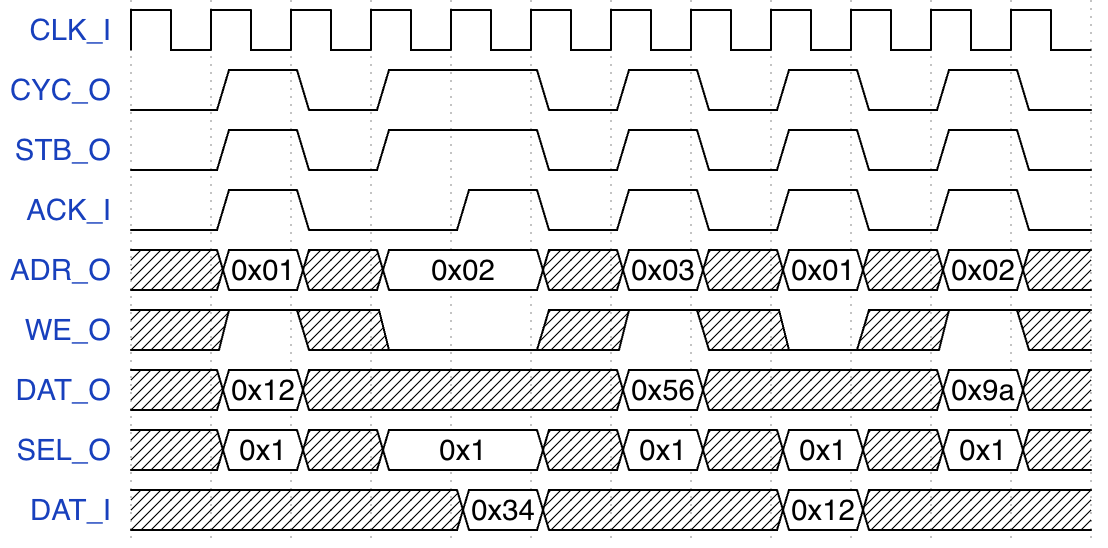 CLK_I
CYC_O
STB_O
ACK_I
ADR_O 0x01 0x02 0x03 0x01 0x02
WE_O
DAT_O 0x12 0x56 0x9a
SEL_O 0x1 0x1 0x1 0x1 0x1
DAT_I 0x34 0x12